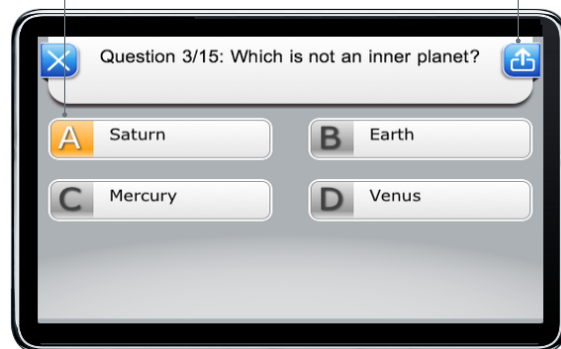 Question 3/15: Which is not an inner planet?
A Saturn
B Earth
C Mercury
D Venus